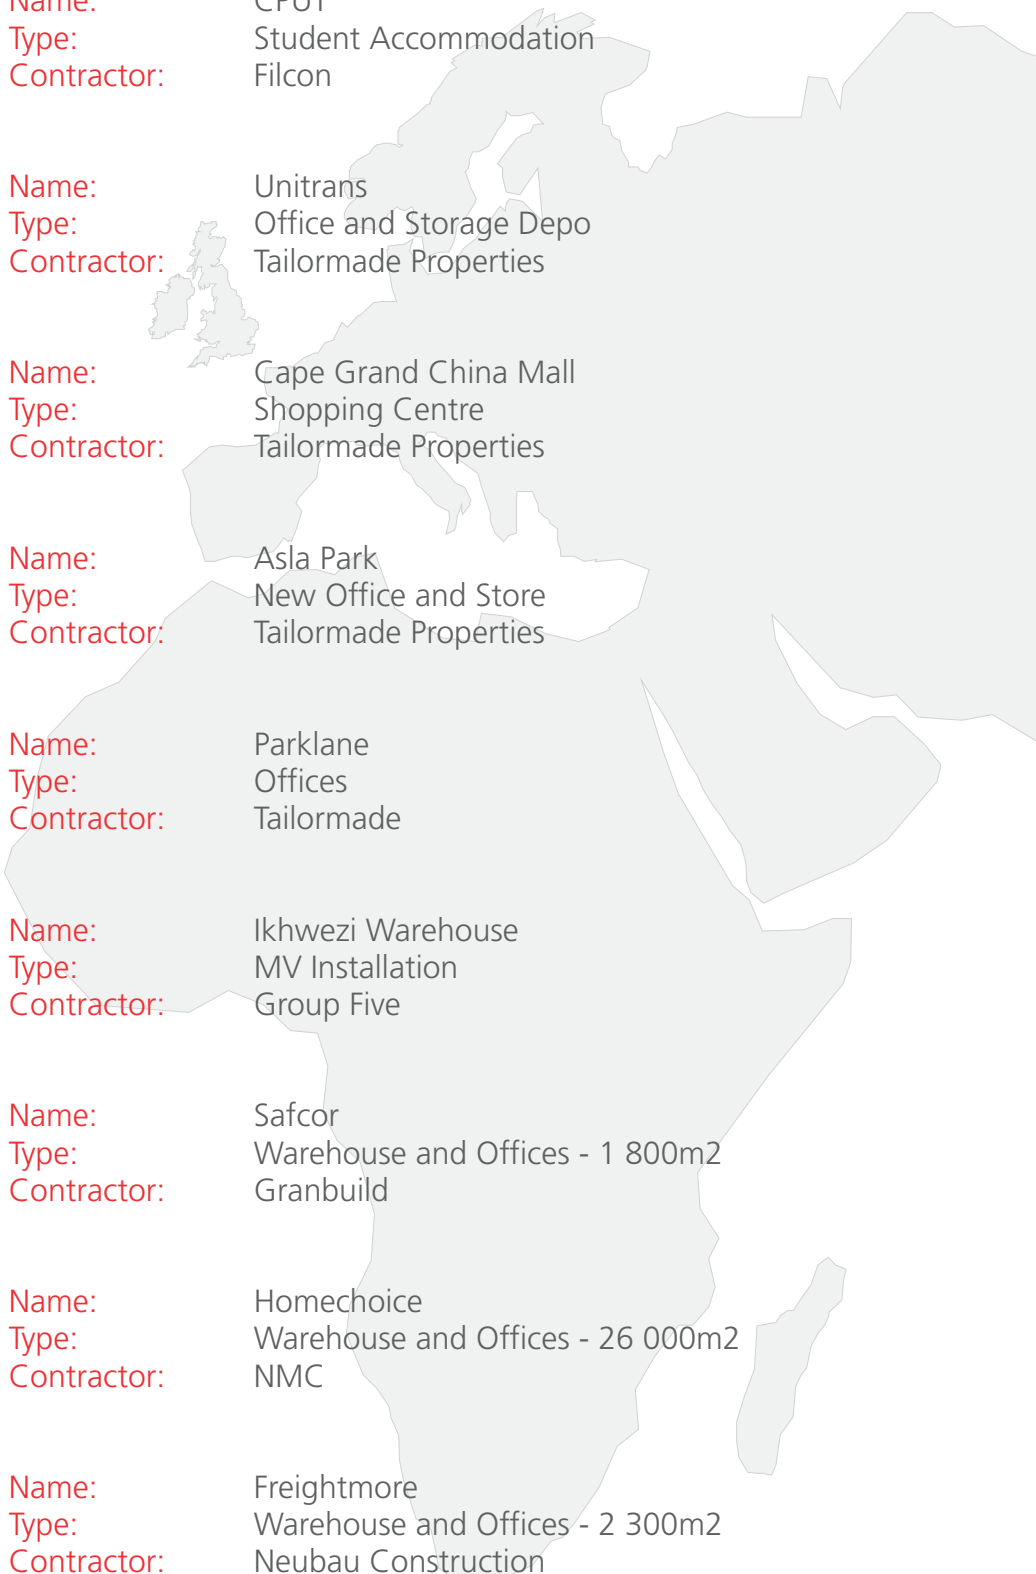 Name: CPUT
Type: Student Accommodation
Contractor: Filcon
Name: Unitrans
Type: Office and Storage Depo
Contractor: Tailormade Properties
Name: Cape Grand China Mall
Type: Shopping Centre
Contractor: Tailormade Properties
Name: Asla Park
Type: New Office and Store
Contractor: Tailormade Properties
Name: Parklane
Type: Offices
Contractor: Tailormade
Name: Ikhwezi Warehouse
Type: MV Installation
Contractor: Group Five
Name: Safcor
Type: Warehouse and Offices - 1 800m2
Contractor: Granbuild
Name: Homechoice
Type: Warehouse and Offices - 26 000m2
Contractor: NMC
Name: Freightmore
Type: Warehouse and Offices - 2 300m2
Contractor: Neubau Construction